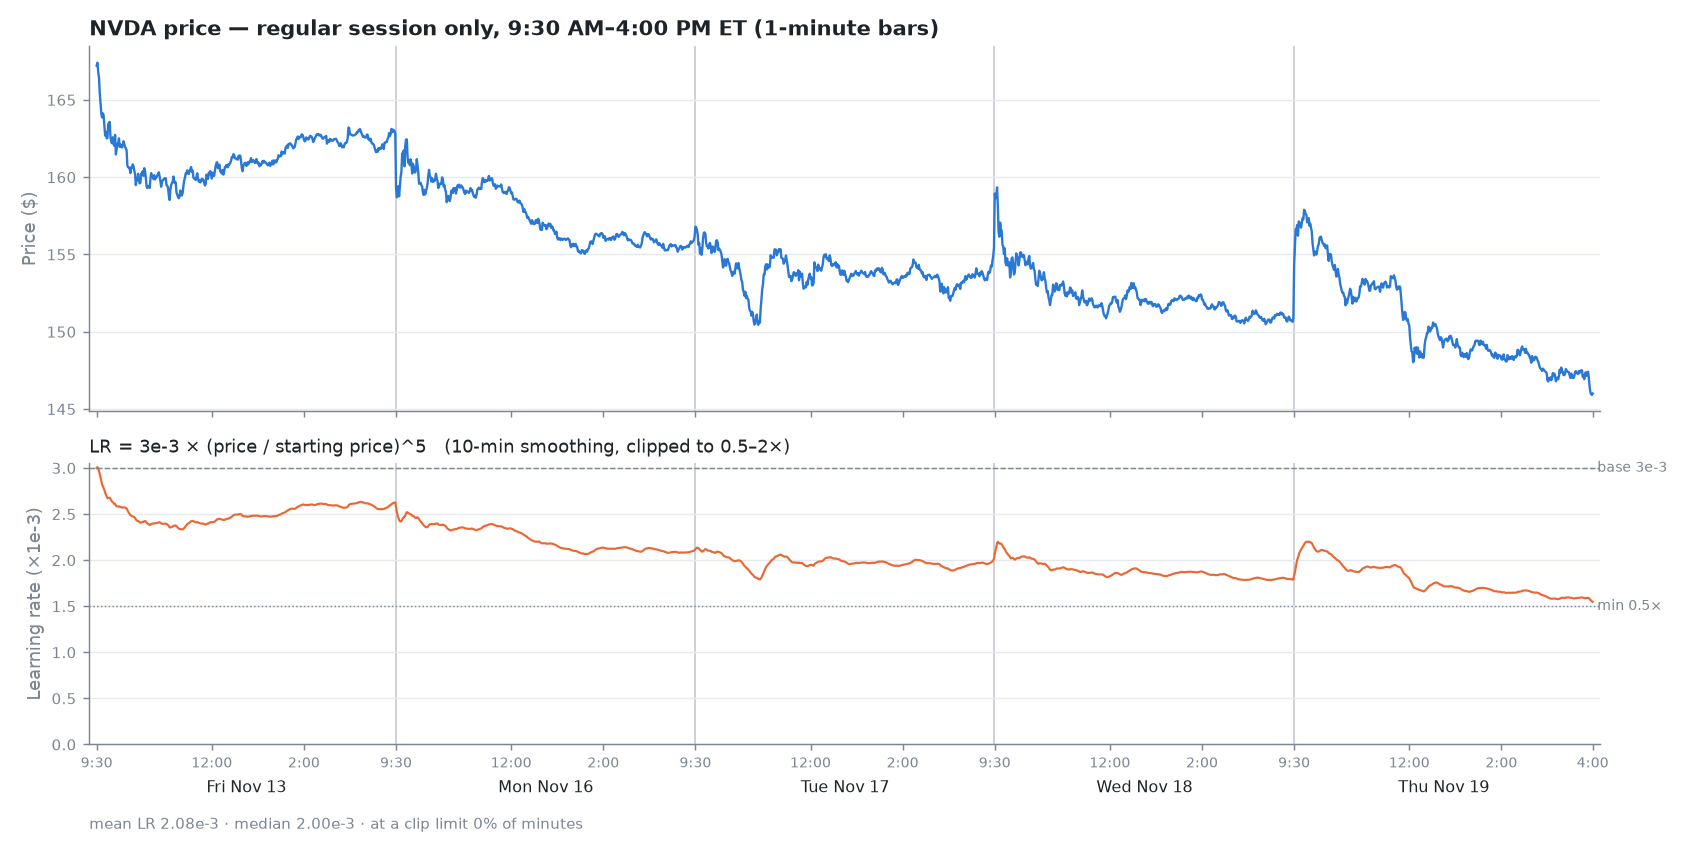 NVDA price — regular session only, 9:30 AM–4:00 PM ET (1-minute bars)
Price ($)
165
160
155
150
145
LR = 3e-3 × (price / starting price)^5   (10-min smoothing, clipped to 0.5–2×)
Learning rate (×1e-3)
3.0
2.5
2.0
1.5
1.0
0.5
0.0
base 3e-3
min 0.5×
9:30 12:00 2:00 9:30 12:00 2:00 9:30 12:00 2:00 9:30 12:00 2:00 9:30 12:00 2:00 4:00
Fri Nov 13 Mon Nov 16 Tue Nov 17 Wed Nov 18 Thu Nov 19
mean LR 2.08e-3 · median 2.00e-3 · at a clip limit 0% of minutes